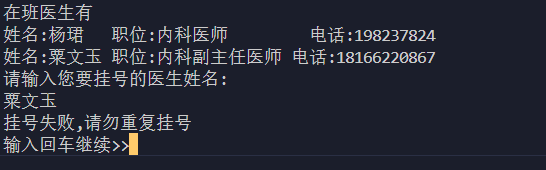 在班医生有
姓名:杨珺 职位:内科医师 电话:198237824
姓名:粟文玉 职位:内科副主任医师 电话:18166220867
请输入您要挂号的医生姓名:
粟文玉
挂号失败,请勿重复挂号
输入回车继续>>